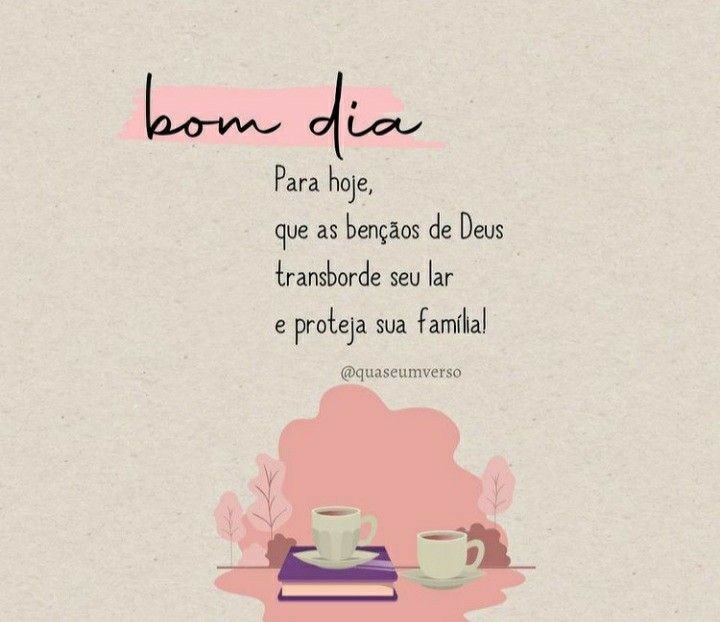 bom dia
Para hoje,
que as bençãos de Deus
transborde seu lar
e proteja sua família!
@quaseumverso